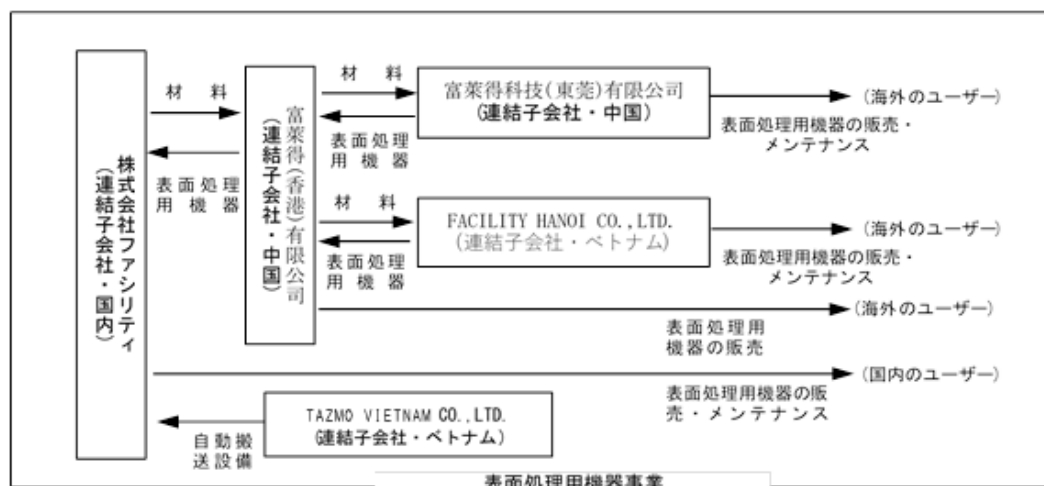 株式会社ファシリティ
(連結子会社・国内)
材 料
表面処理
用機器
富莱得(香港)有限公司
(連結子会社・中国)
材 料
表面処理
用機器
富莱得科技(東莞)有限公司
(連結子会社・中国)
(海外のユーザー)
表面処理用機器の販売・
メンテナンス
材 料
表面処理
用機器
FACILITY HANOI CO.,LTD.
(連結子会社・ベトナム)
(海外のユーザー)
表面処理用機器の販売・
メンテナンス
(海外のユーザー)
表面処理用
機器の販売
(国内のユーザー)
表面処理用機器の販
売・メンテナンス
TAZMO VIETNAM CO.,LTD.
(連結子会社・ベトナム)
自動搬
送設備
表面処理用機器事業